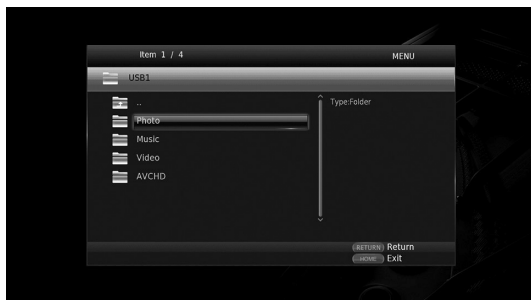 Item 1 / 4 MENU
USB1
..
Type:Folder
Photo
Music
Video
AVCHD
RETURN Return
HOME Exit